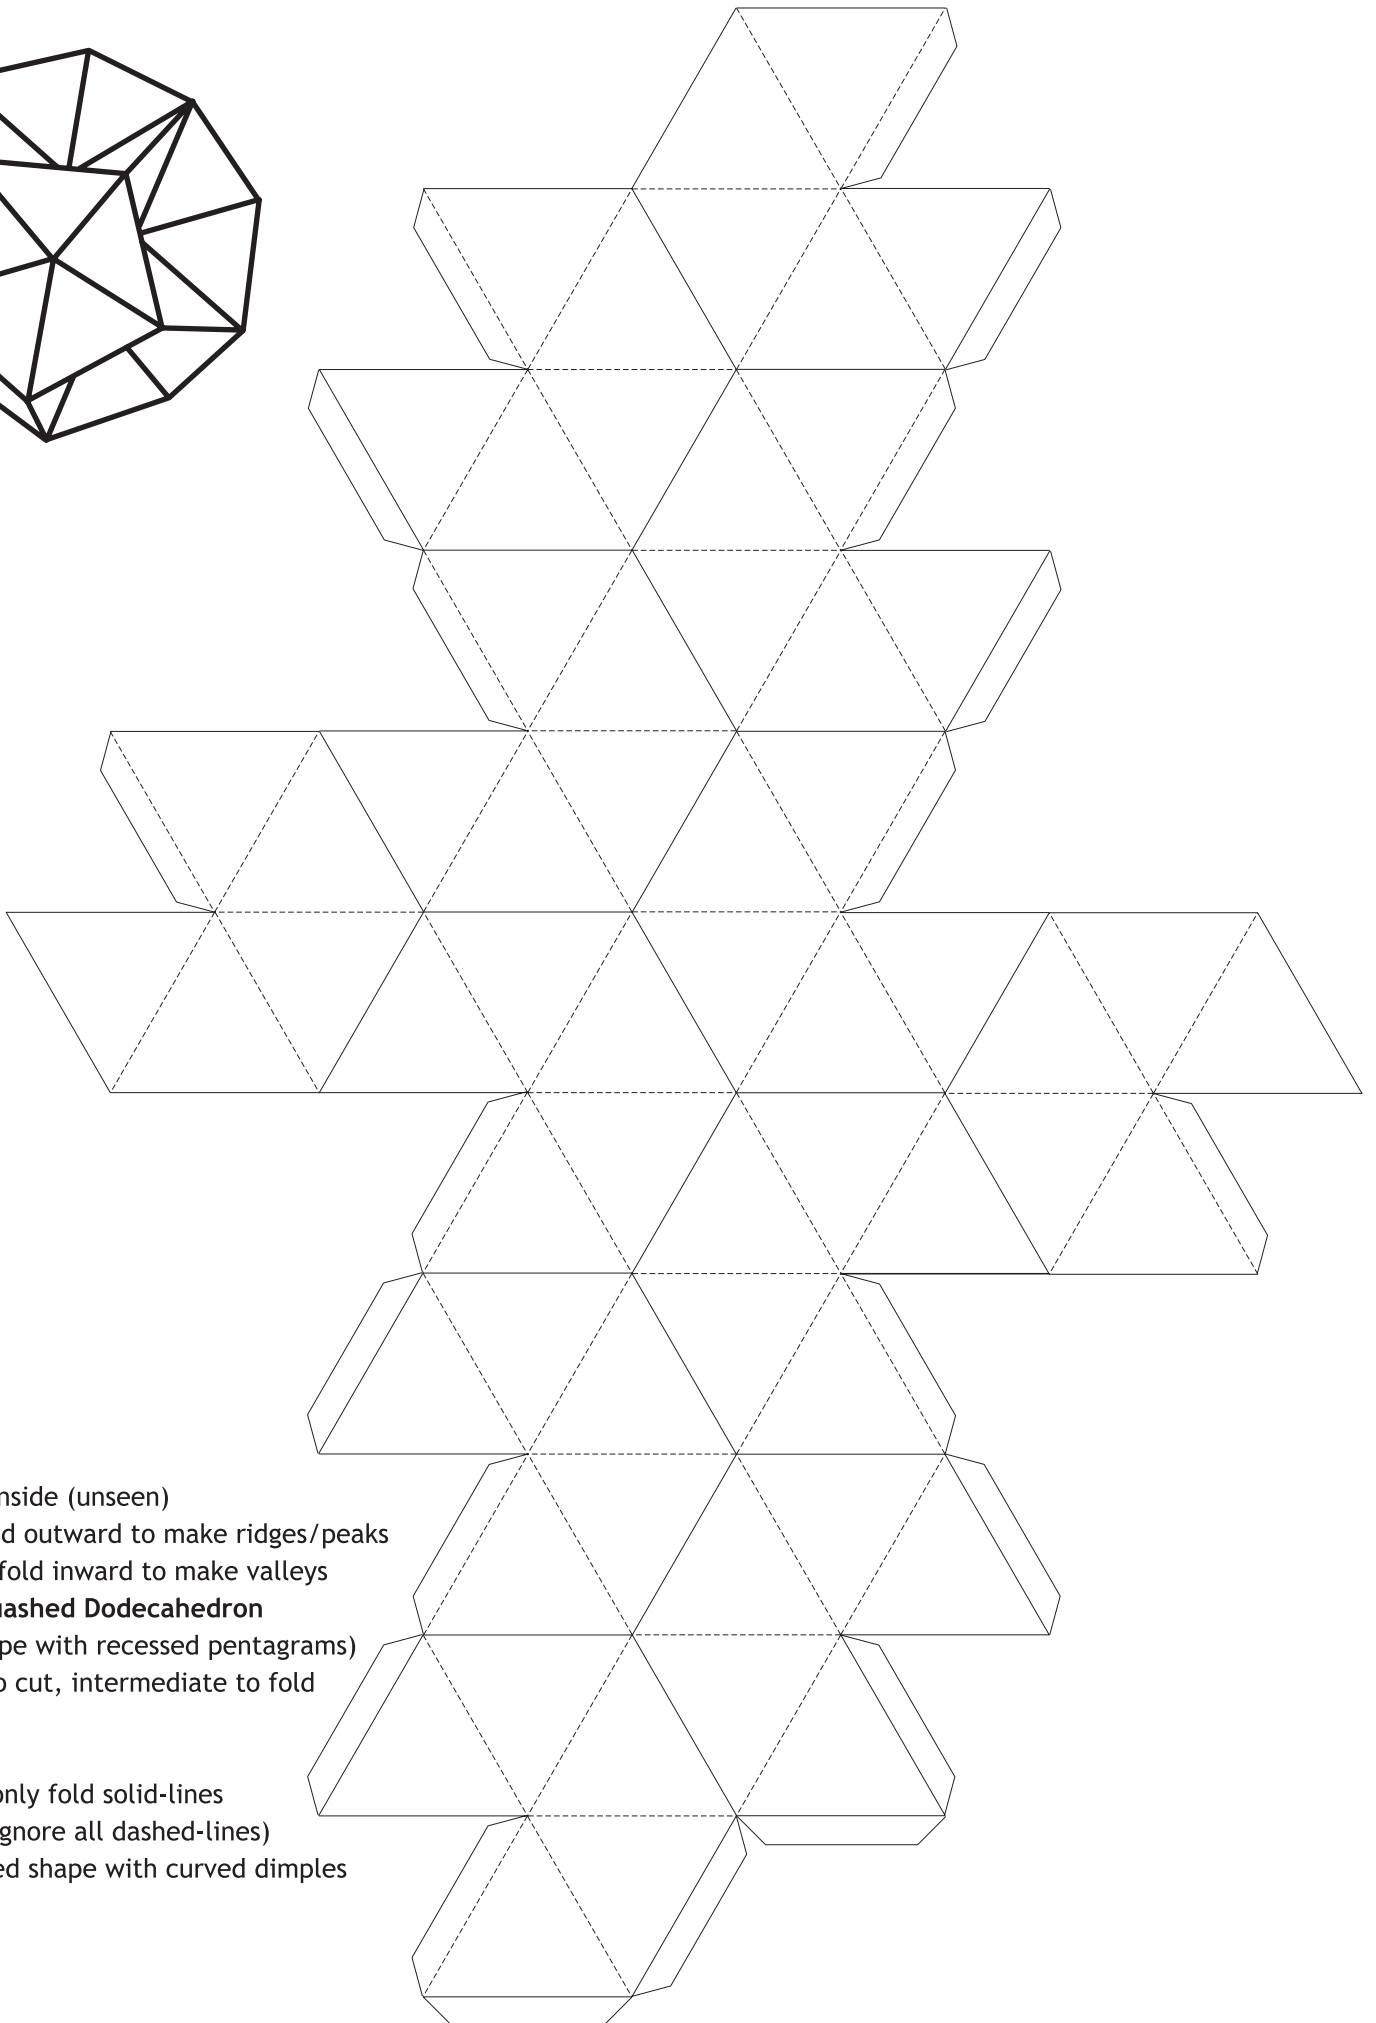 nside (unseen)
d outward to make ridges/peaks
fold inward to make valleys
uashed Dodecahedron
pe with recessed pentagrams)
o cut, intermediate to fold
only fold solid-lines
gnore all dashed-lines)
ed shape with curved dimples